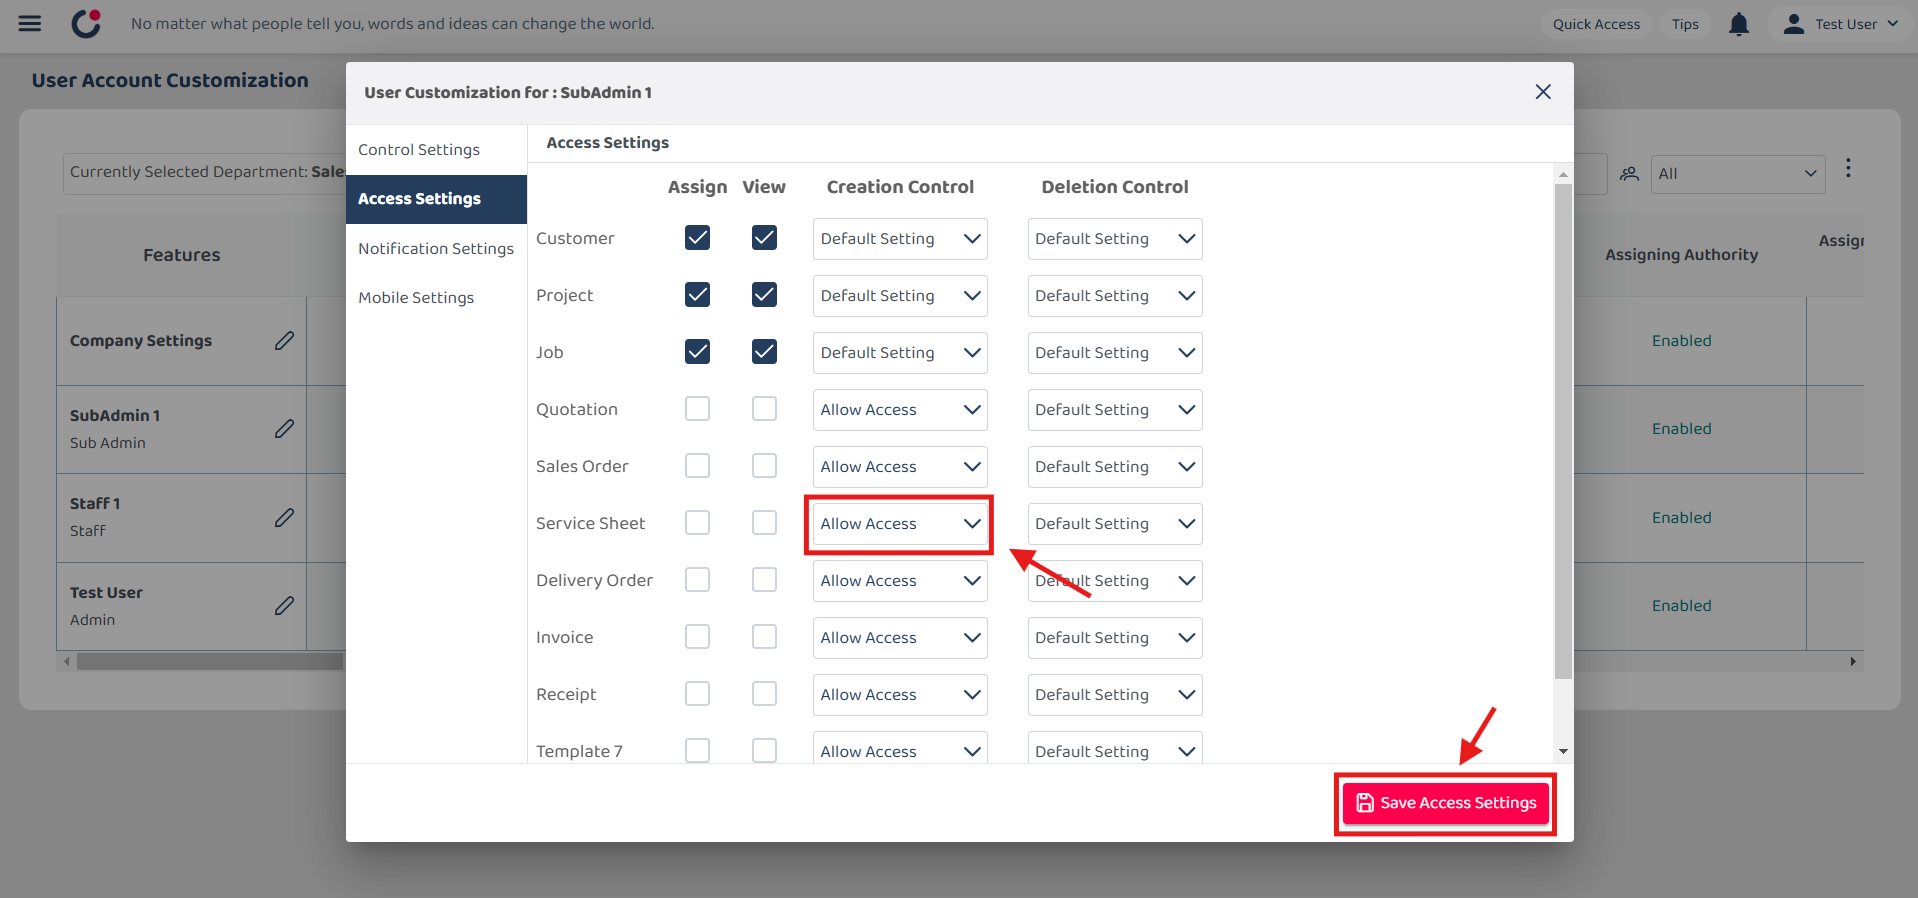 No matter what people tell you, words and ideas can change the world.
Quick Access
Tips
Test User
User Account Customization
User Customization for : SubAdmin 1
Currently Selected Department: Sale
All
Features
Assigning Authority
Assign
Company Settings
Enabled
SubAdmin 1
Sub Admin
Enabled
Staff 1
Staff
Enabled
Test User
Admin
Enabled
Control Settings
Access Settings
Notification Settings
Mobile Settings
Access Settings
Assign View Creation Control Deletion Control
Customer Default Setting Default Setting
Project Default Setting Default Setting
Job Default Setting Default Setting
Quotation Allow Access Default Setting
Sales Order Allow Access Default Setting
Service Sheet Allow Access Default Setting
Delivery Order Allow Access Default Setting
Invoice Allow Access Default Setting
Receipt Allow Access Default Setting
Template 7 Allow Access Default Setting
Save Access Settings